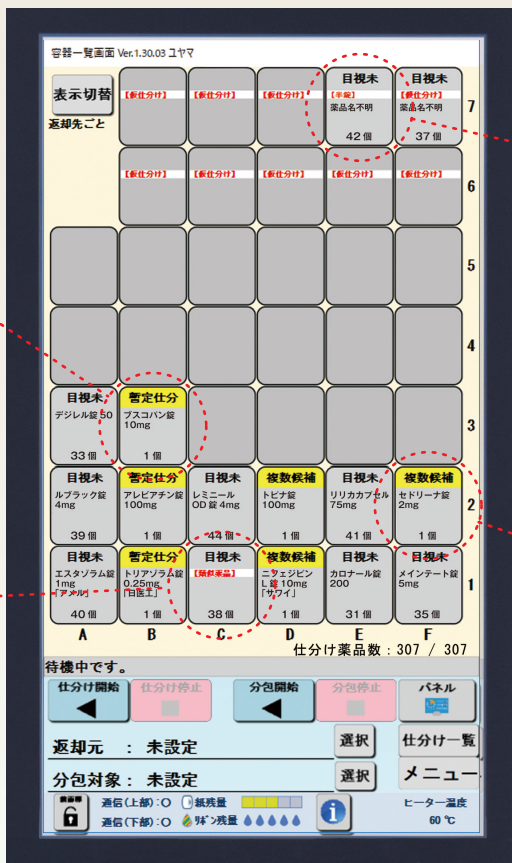 容器一覧画面 Ver.1.30.03 ユヤマ
表示切替
返却先ごと
【仮仕分け】
【仮仕分け】
【仮仕分け】
目視未
【半錠】
薬品名不明
42個
目視未
【仮仕分け】
薬品名不明
37個
7
【仮仕分け】
【仮仕分け】
【仮仕分け】
【仮仕分け】
【仮仕分け】
6
5
4
目視未
デジレル錠 50
33個
暫定仕分
ブスコパン錠
10mg
1個
3
目視未
ルプラック錠
4mg
39個
暫定仕分
アレビアチン錠
100mg
1個
目視未
レミニール
OD錠 4mg
44個
複数候補
トピナ錠
100mg
1個
目視未
リリカカプセル
75mg
41個
複数候補
セドリーナ錠
2mg
1個
2
目視未
エスタゾラム錠
1mg
「アメル」
40個
暫定仕分
トリアゾラム錠
0.25mg
「日医工」
1個
目視未
【類似薬品】
38個
複数候補
ニフェジピン
L錠 10mg
「サワイ」
1個
目視未
カロナール錠
200
31個
目視未
メインテート錠
5mg
35個
1
A B C D E F
仕分け薬品数：307 / 307
待機中です。
仕分け開始
仕分け停止
分包開始
分包停止
パネル
返却元 ： 未設定
選択
仕分け一覧
分包対象： 未設定
選択
メニュー
通信(上部)：O
紙残量
通信(下部)：O
リボン残量
ヒーター温度
60 ℃